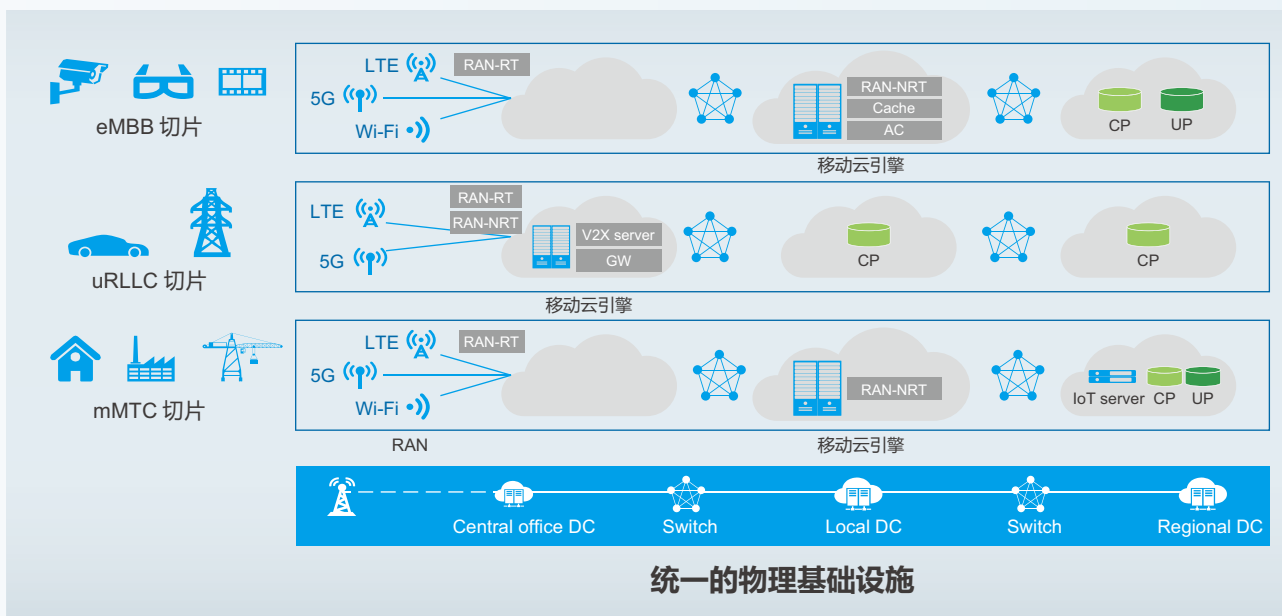 LTE
RAN-RT
5G
Wi-Fi
eMBB 切片
RAN-NRT
Cache
AC
CP
UP
移动云引擎
RAN-RT
LTE
RAN-NRT
5G
V2X server
GW
CP
CP
uRLLC 切片
移动云引擎
LTE
RAN-RT
5G
Wi-Fi
mMTC 切片
RAN-NRT
IoT server
CP
UP
RAN
移动云引擎
Central office DC
Switch
Local DC
Switch
Regional DC
统一的物理基础设施